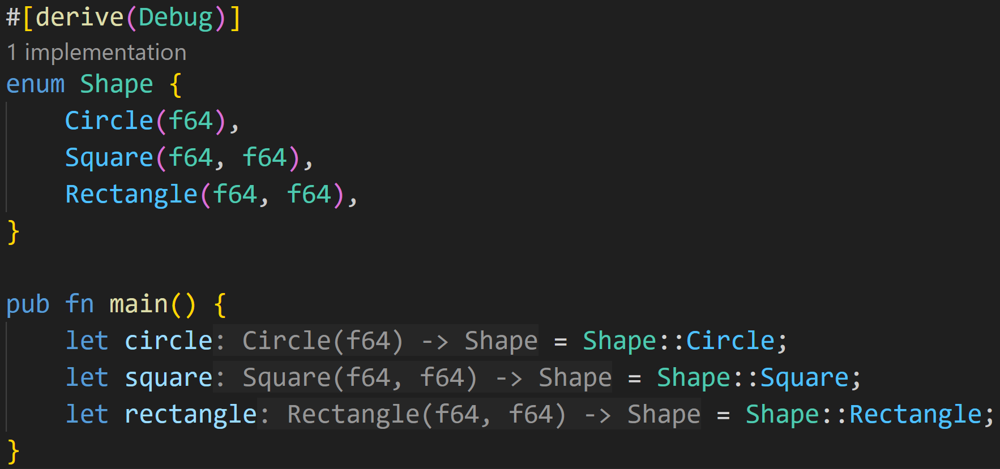 #[derive(Debug)]
1 implementation
enum Shape {
    Circle(f64),
    Square(f64, f64),
    Rectangle(f64, f64),
}
pub fn main() {
    let circle: Circle(f64) -> Shape = Shape::Circle;
    let square: Square(f64, f64) -> Shape = Shape::Square;
    let rectangle: Rectangle(f64, f64) -> Shape = Shape::Rectangle;
}